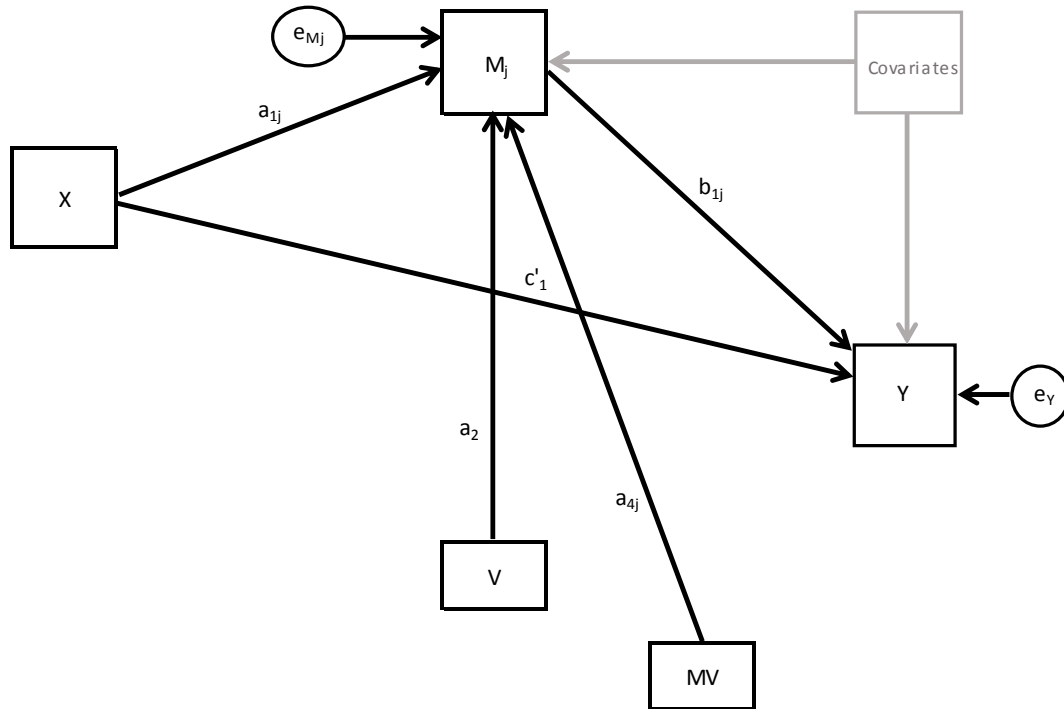 e_Mj
M_j
Covariates
a_1j
X
b_1j
c'_1
Y
e_Y
a_2
a_4j
V
MV